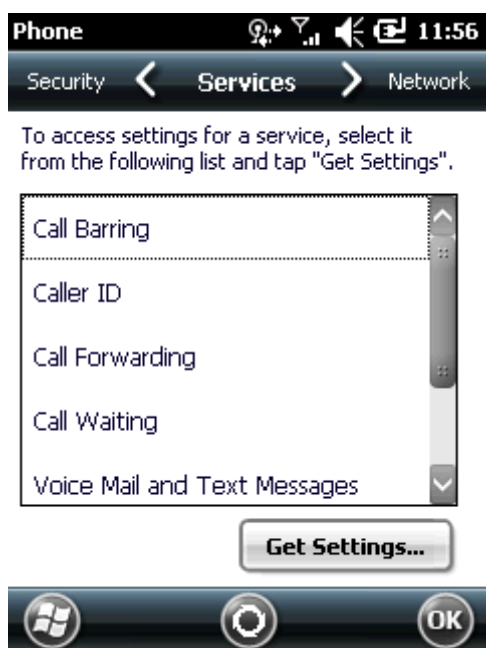 Phone 11:56
Security Services Network
To access settings for a service, select it
from the following list and tap "Get Settings".
Call Barring
Caller ID
Call Forwarding
Call Waiting
Voice Mail and Text Messages
Get Settings...
OK